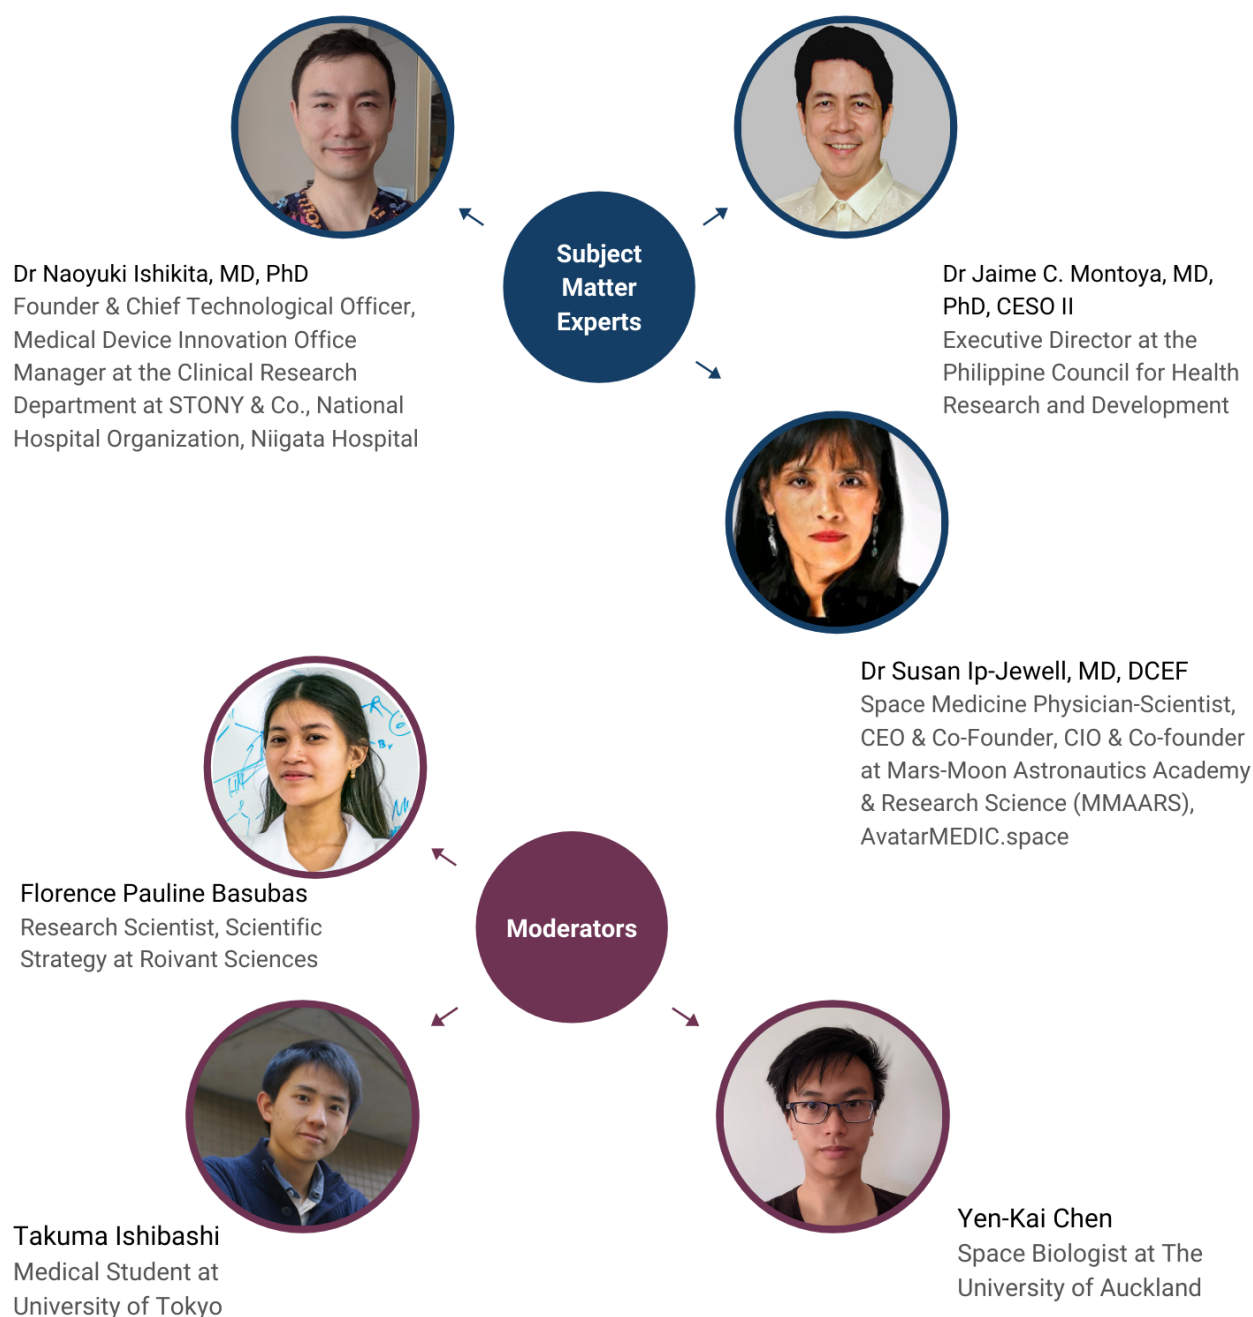 Subject
Matter
Experts
Dr Naoyuki Ishikita, MD, PhD
Founder & Chief Technological Officer,
Medical Device Innovation Office
Manager at the Clinical Research
Department at STONY & Co., National
Hospital Organization, Niigata Hospital
Dr Jaime C. Montoya, MD,
PhD, CESO II
Executive Director at the
Philippine Council for Health
Research and Development
Dr Susan Ip-Jewell, MD, DCEF
Space Medicine Physician-Scientist,
CEO & Co-Founder, CIO & Co-founder
at Mars-Moon Astronautics Academy
& Research Science (MMAARS),
AvatarMEDIC.space
Moderators
Florence Pauline Basubas
Research Scientist, Scientific
Strategy at Roivant Sciences
Takuma Ishibashi
Medical Student at
University of Tokyo
Yen-Kai Chen
Space Biologist at The
University of Auckland